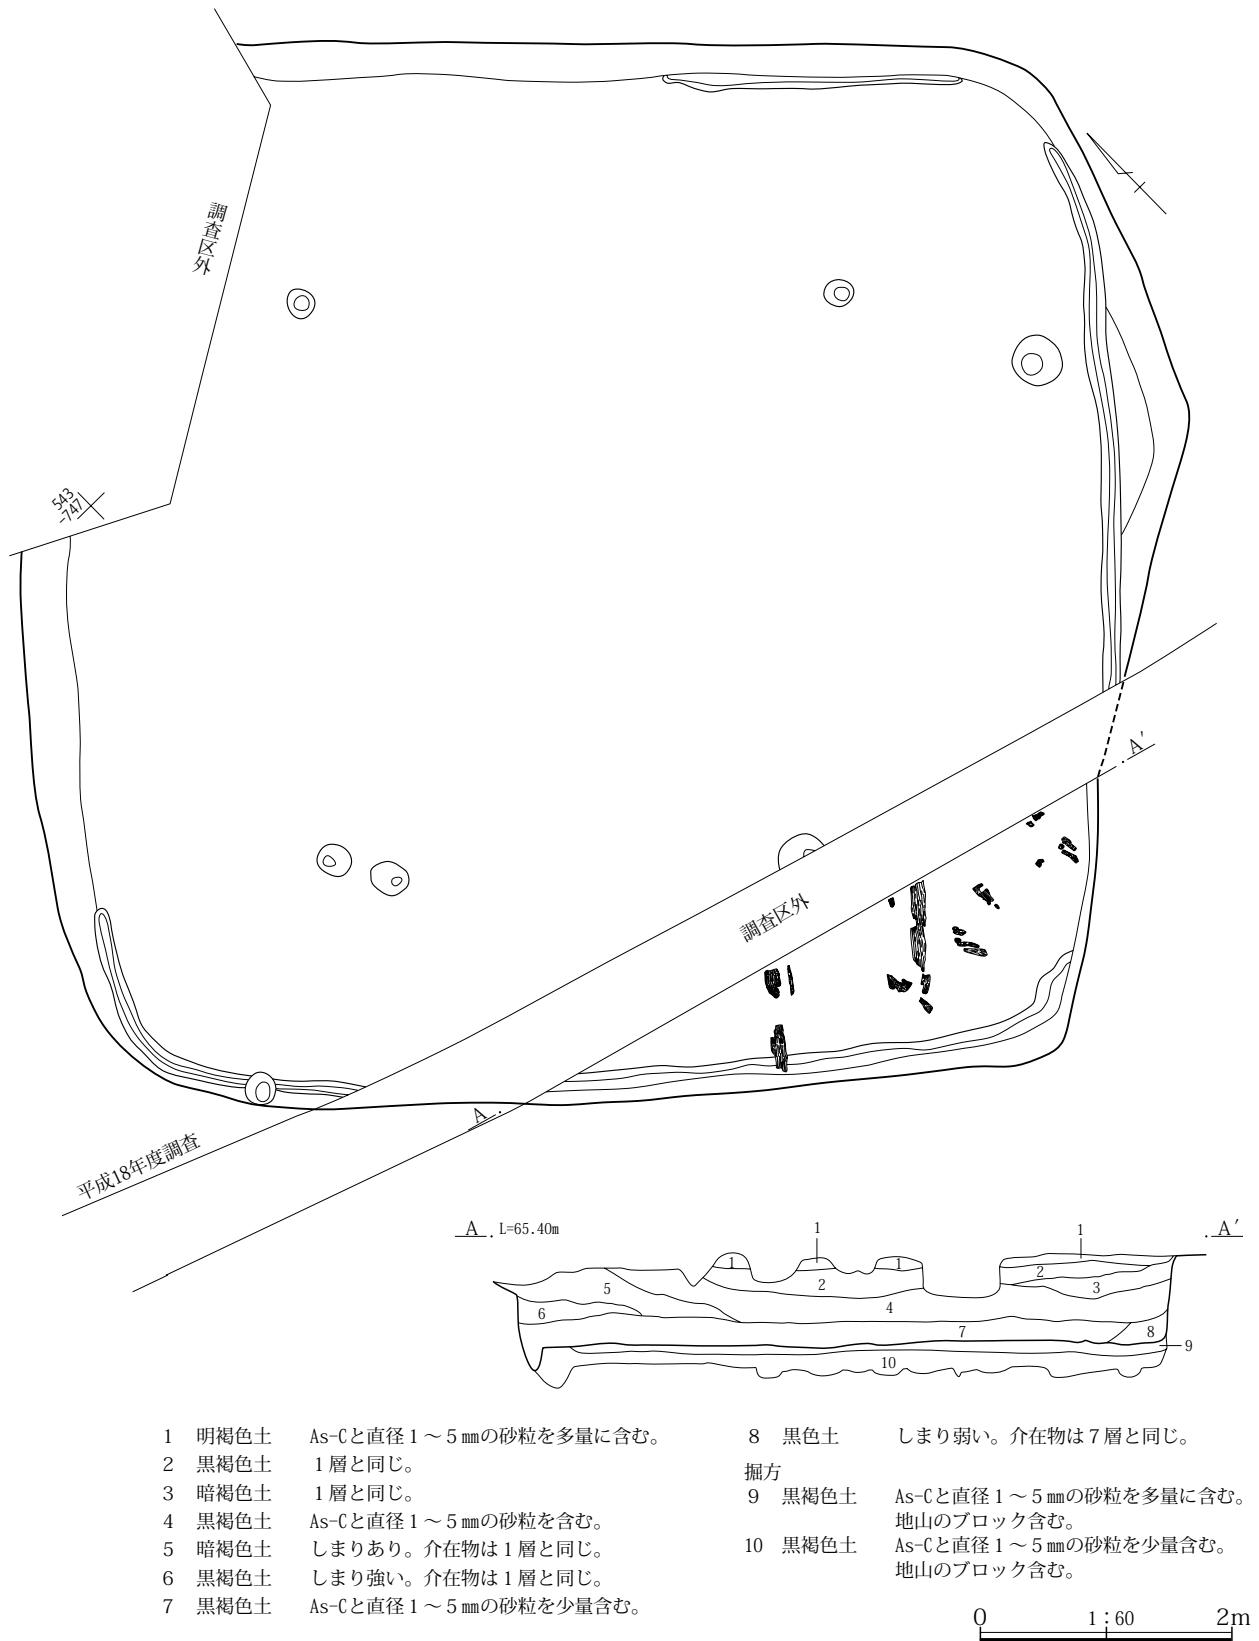 調査区外
543
-747
A′
調査区外
A
平成18年度調査
A L=65.40m
1
1
A′
1
1
2
2
3
5
4
6
7
8
9
10
1 明褐色土 As-Cと直径1～5㎜の砂粒を多量に含む。
2 黒褐色土 1層と同じ。
3 暗褐色土 1層と同じ。
4 黒褐色土 As-Cと直径1～5㎜の砂粒を含む。
5 暗褐色土 しまりあり。介在物は1層と同じ。
6 黒褐色土 しまり強い。介在物は1層と同じ。
7 黒褐色土 As-Cと直径1～5㎜の砂粒を少量含む。
8 黒色土 しまり弱い。介在物は7層と同じ。
掘方
9 黒褐色土 As-Cと直径1～5㎜の砂粒を多量に含む。
地山のブロック含む。
10 黒褐色土 As-Cと直径1～5㎜の砂粒を少量含む。
地山のブロック含む。
0 1：60 2m